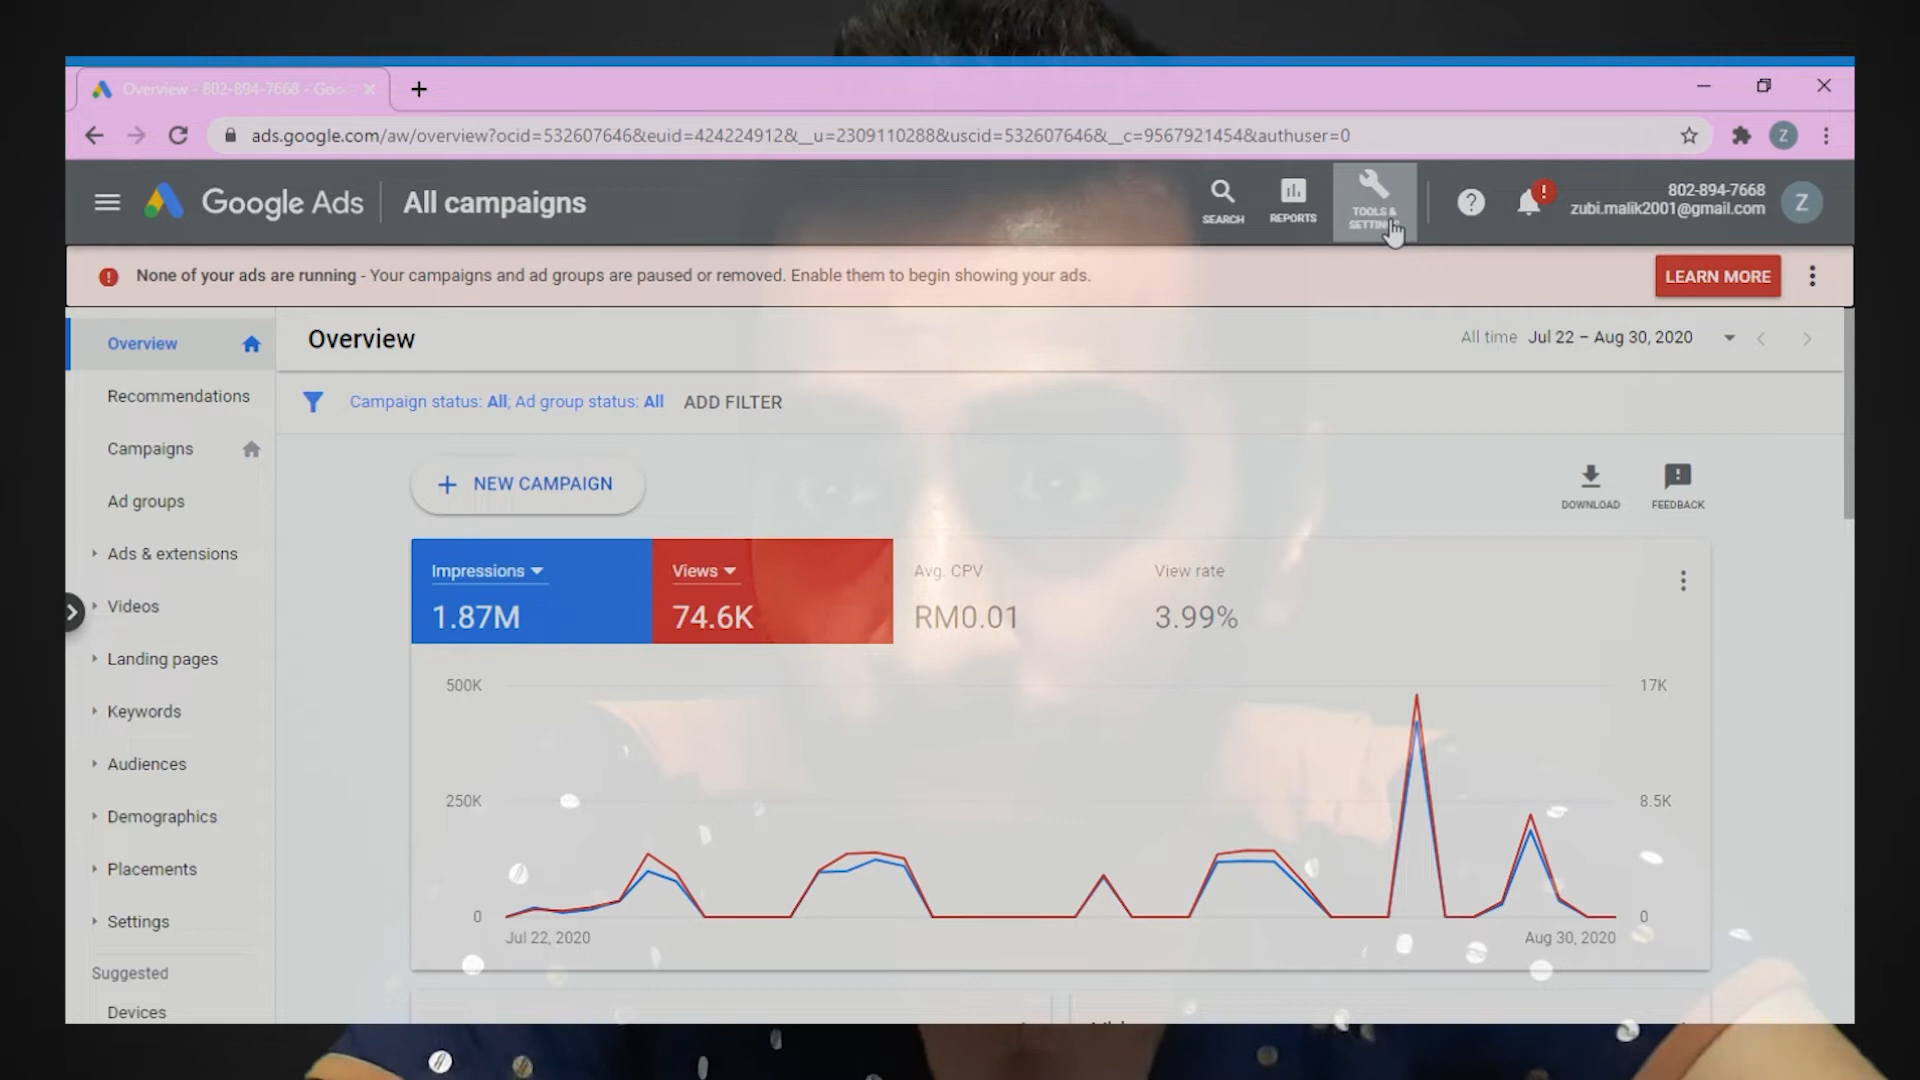 Overview - 802-894-7668 - Goo
ads.google.com/aw/overview?ocid=532607646&euid=424224912&__u=2309110288&uscid=532607646&__c=9567921454&authuser=0
Z
Google Ads
All campaigns
SEARCH
REPORTS
TOOLS &
802-894-7668
zubi.malik2001@gmail.com
Z
None of your ads are running - Your campaigns and ad groups are paused or removed. Enable them to begin showing your ads.
LEARN MORE
Overview
Recommendations
Campaigns
Ad groups
Ads & extensions
Videos
Landing pages
Keywords
Audiences
Demographics
Placements
Settings
Suggested
Devices
Overview
All time Jul 22 – Aug 30, 2020
Campaign status: All; Ad group status: All ADD FILTER
+ NEW CAMPAIGN
DOWNLOAD
FEEDBACK
Impressions
1.87M
Views
74.6K
Avg. CPV
RM0.01
View rate
3.99%
500K
17K
250K
8.5K
0
0
Jul 22, 2020
Aug 30, 2020